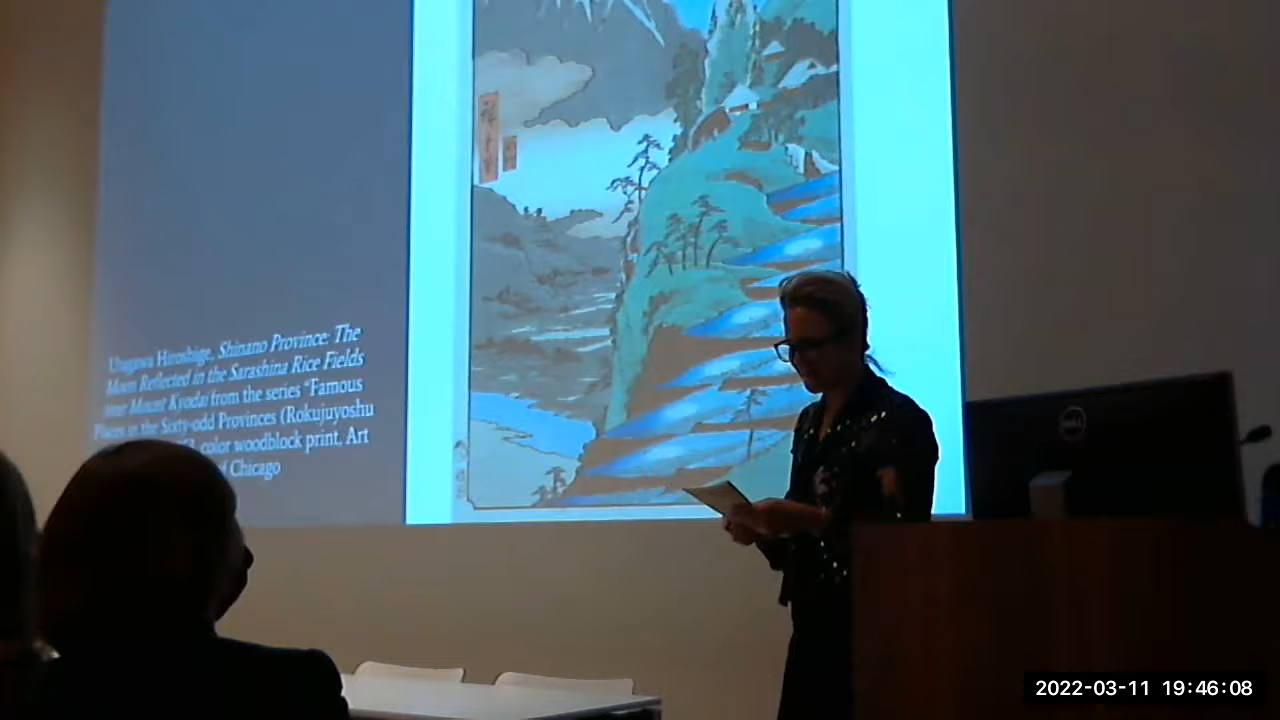 Utagawa Hiroshige, Shinano Province: The
Moon Reflected in the Sarashina Rice Fields
near Mount Kyodai from the series "Famous
Places in the Sixty-odd Provinces (Rokujuyoshu
color woodblock print, Art
of Chicago
DELL
2022-03-11 19:46:08